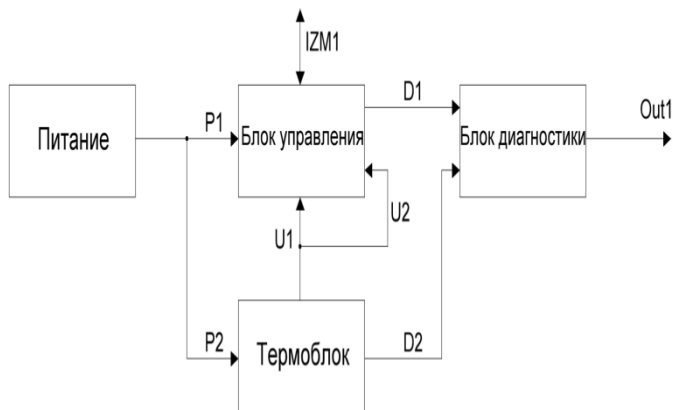 IZM1
Питание
P1
Блок управления
D1
Блок диагностики
Out1
U1
U2
P2
Термоблок
D2